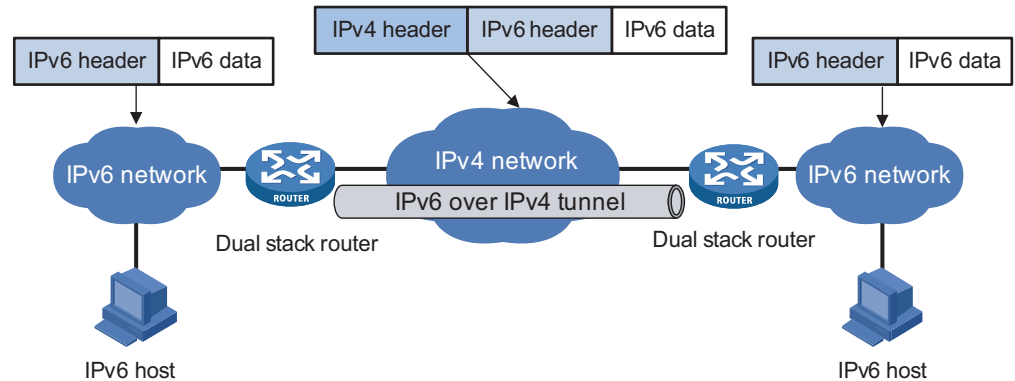 IPv6 header IPv6 data
IPv4 header IPv6 header IPv6 data
IPv6 header IPv6 data
IPv6 network
ROUTER
IPv4 network
IPv6 over IPv4 tunnel
ROUTER
IPv6 network
Dual stack router
Dual stack router
IPv6 host
IPv6 host